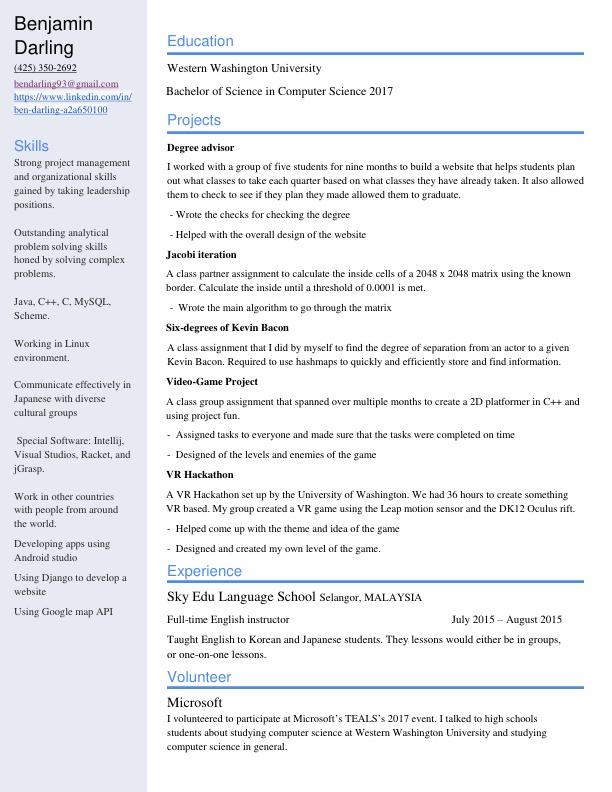 Benjamin
Darling
(425) 350-2692
bendarling93@gmail.com
https://www.linkedin.com/in/
ben-darling-a2a650100
Skills
Strong project management
and organizational skills
gained by taking leadership
positions.
Outstanding analytical
problem solving skills
honed by solving complex
problems.
Java, C++, C, MySQL,
Scheme.
Working in Linux
environment.
Communicate effectively in
Japanese with diverse
cultural groups
Special Software: Intellij,
Visual Studios, Racket, and
jGrasp.
Work in other countries
with people from around
the world.
Developing apps using
Android studio
Using Django to develop a
website
Using Google map API
Education
Western Washington University
Bachelor of Science in Computer Science 2017
Projects
Degree advisor
I worked with a group of five students for nine months to build a website that helps students plan
out what classes to take each quarter based on what classes they have already taken. It also allowed
them to check to see if they plan they made allowed them to graduate.
- Wrote the checks for checking the degree
- Helped with the overall design of the website
Jacobi iteration
A class partner assignment to calculate the inside cells of a 2048 x 2048 matrix using the known
border. Calculate the inside until a threshold of 0.0001 is met.
- Wrote the main algorithm to go through the matrix
Six-degrees of Kevin Bacon
A class assignment that I did by myself to find the degree of separation from an actor to a given
Kevin Bacon. Required to use hashmaps to quickly and efficiently store and find information.
Video-Game Project
A class group assignment that spanned over multiple months to create a 2D platformer in C++ and
using project fun.
- Assigned tasks to everyone and made sure that the tasks were completed on time
- Designed of the levels and enemies of the game
VR Hackathon
A VR Hackathon set up by the University of Washington. We had 36 hours to create something
VR based. My group created a VR game using the Leap motion sensor and the DK12 Oculus rift.
- Helped come up with the theme and idea of the game
- Designed and created my own level of the game.
Experience
Sky Edu Language School Selangor, MALAYSIA
Full-time English instructor July 2015 – August 2015
Taught English to Korean and Japanese students. They lessons would either be in groups,
or one-on-one lessons.
Volunteer
Microsoft
I volunteered to participate at Microsoft's TEALS's 2017 event. I talked to high schools
students about studying computer science at Western Washington University and studying
computer science in general.